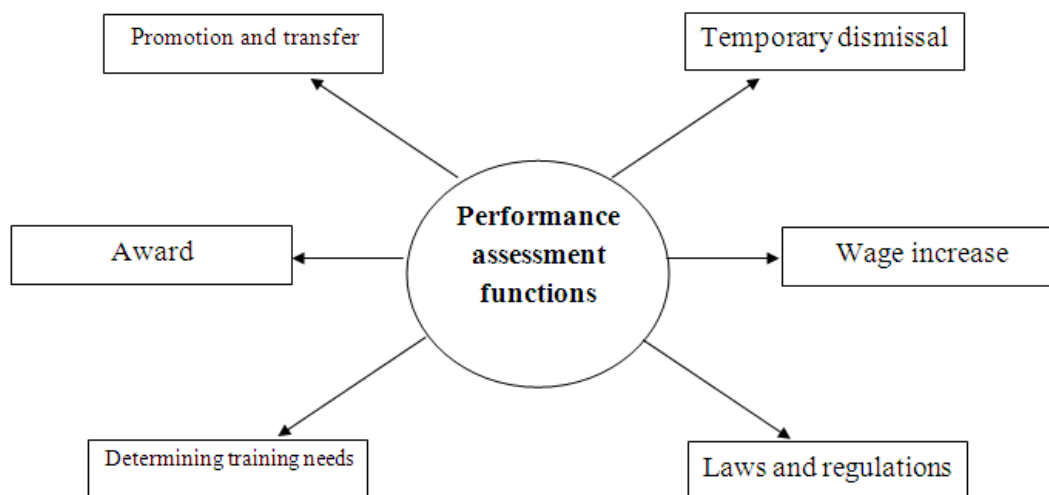 Promotion and transfer
Temporary dismissal
Performance
assessment
functions
Award
Wage increase
Determining training needs
Laws and regulations